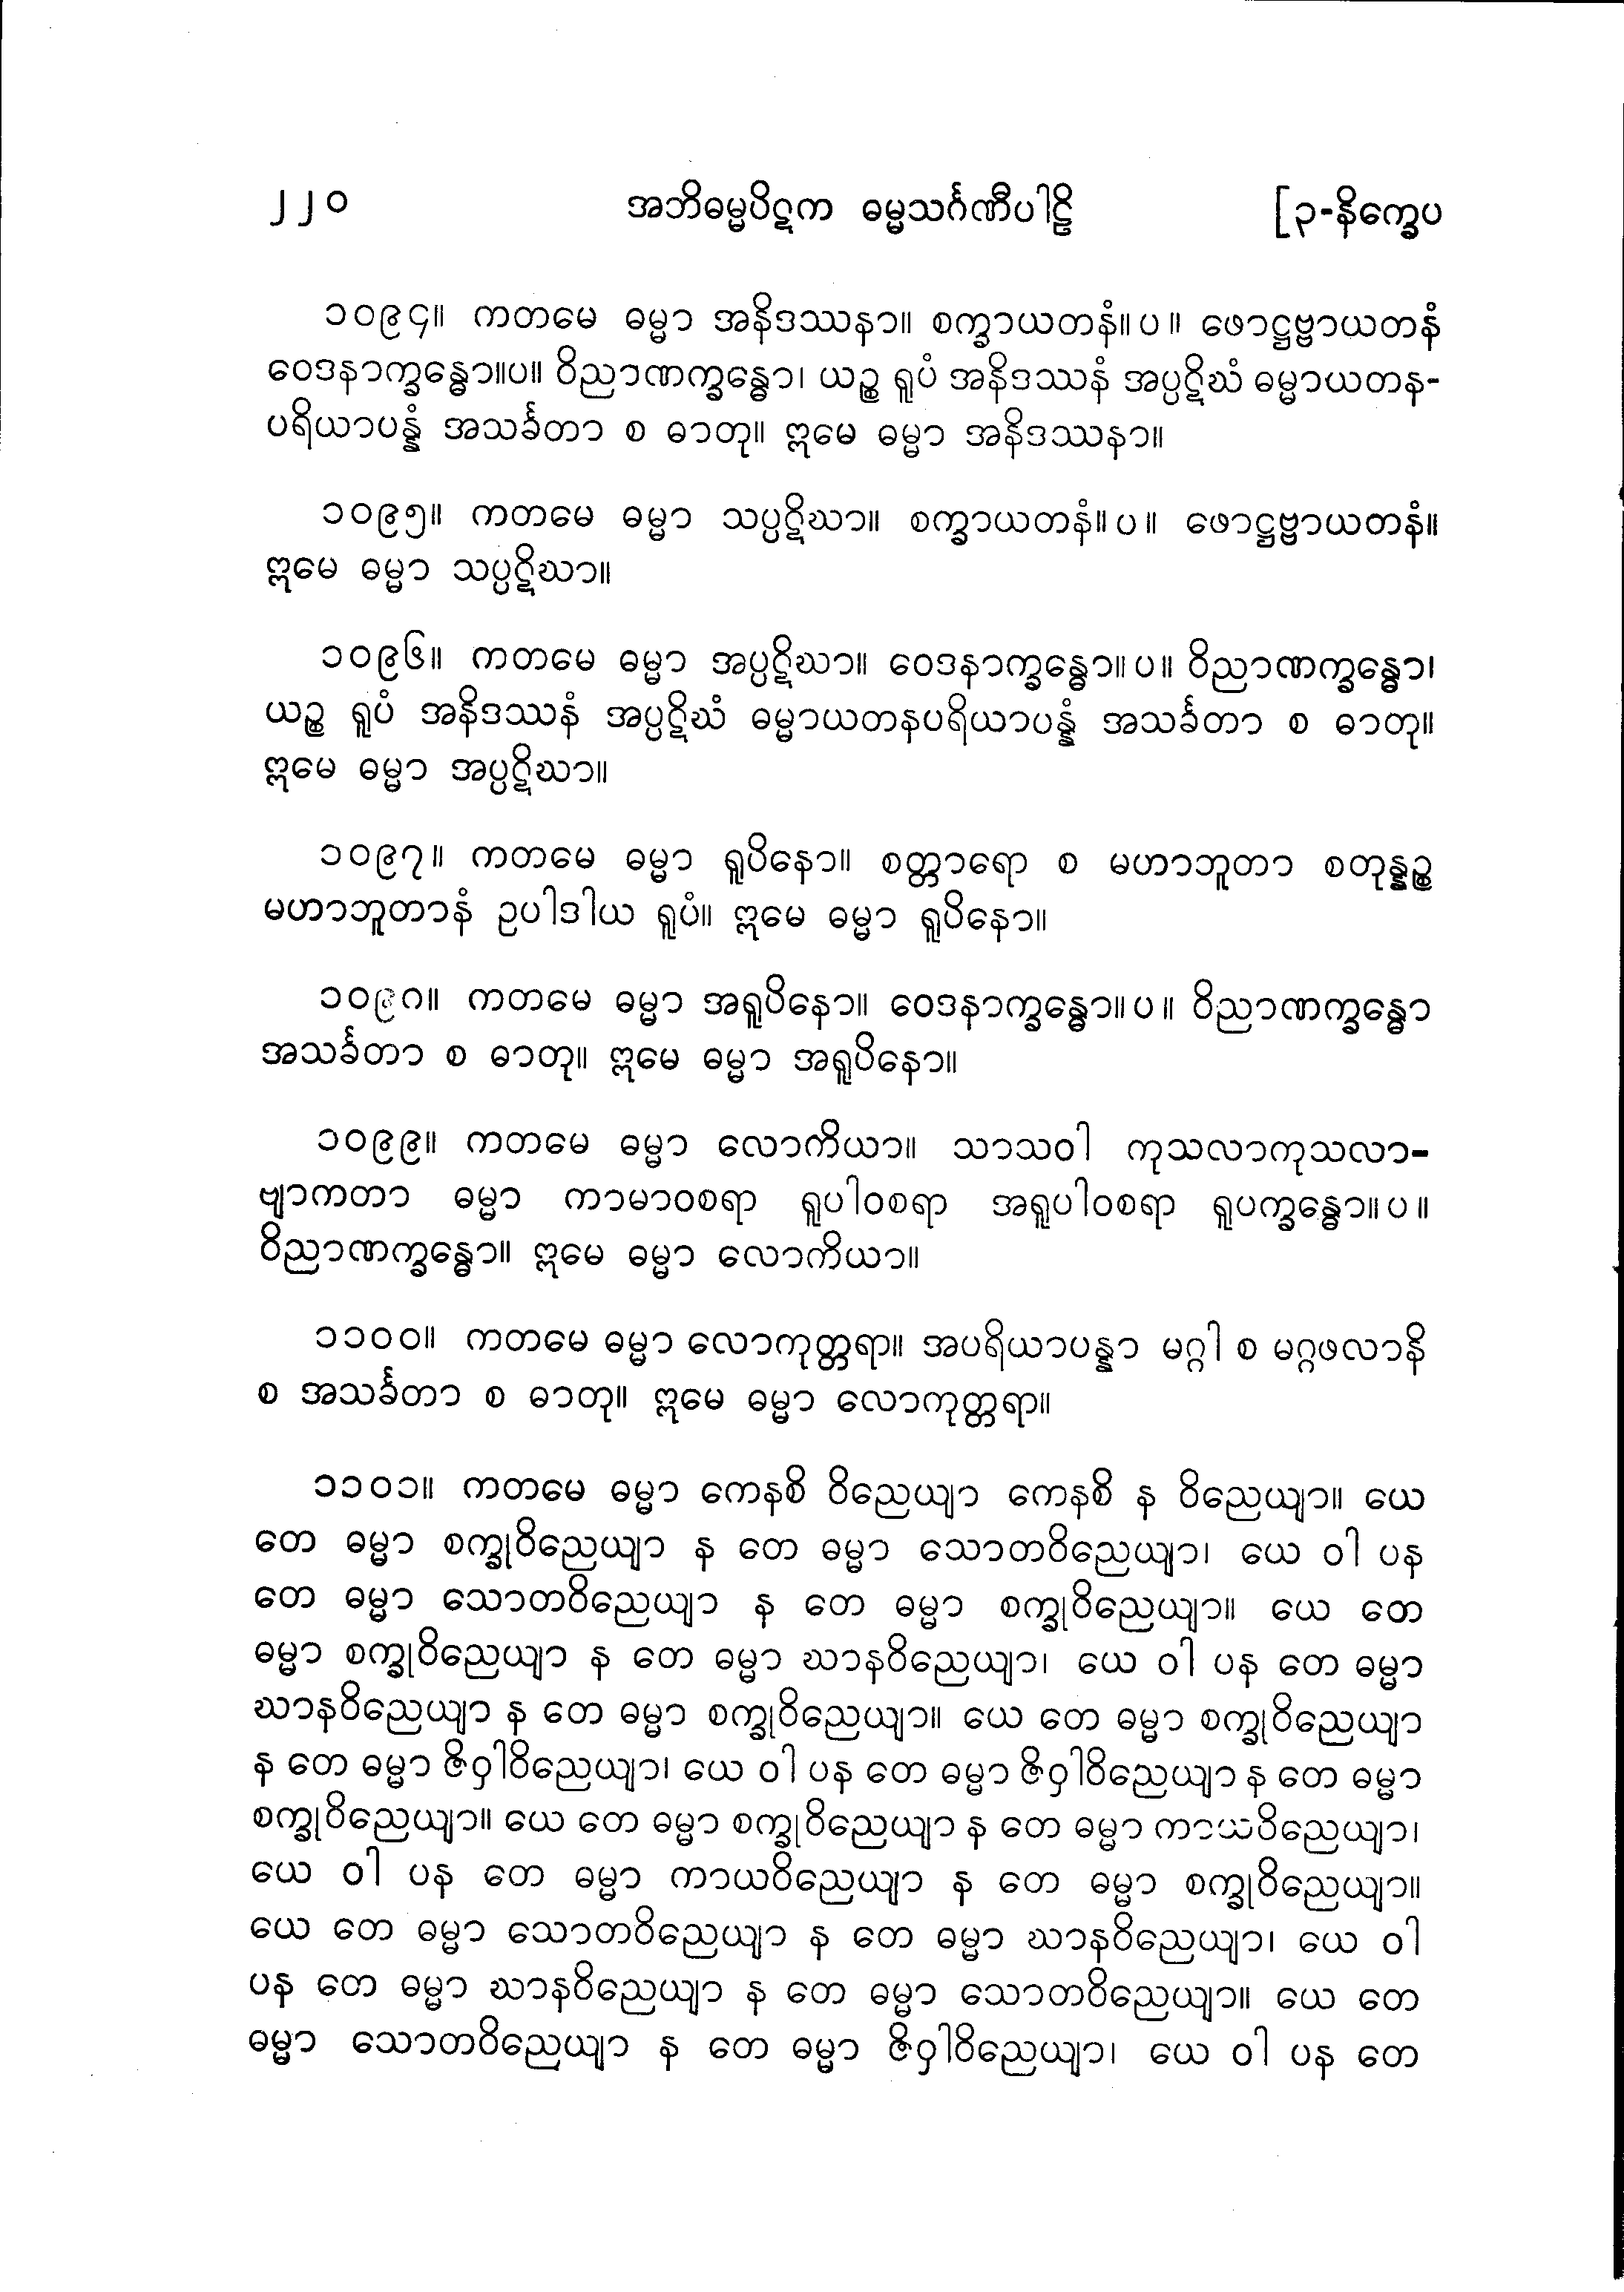 ၂၂၀ အဘိဓမ္မပိဋက ဓမ္မသင်္ဂဏီပါဠိ [၃-နိက္ခေပ
၁၀၉၄။ ကတမေ ဓမ္မာ အနိဒဿနာ။ စက္ခာယတနံ။ပ။ ဖောဋ္ဌဗ္ဗာယတနံ
ဝေဒနာက္ခန္ဓော။ပ။ ဝိညာဏက္ခန္ဓော၊ ယဉ္စ ရူပံ အနိဒဿနံ အပ္ပဋိဃံ ဓမ္မာယတန-
ပရိယာပန္နံ အသင်္ခတာ စ ဓာတု။ ဣမေ ဓမ္မာ အနိဒဿနာ။
၁၀၉၅။ ကတမေ ဓမ္မာ သပ္ပဋိဃာ။ စက္ခာယတနံ။ပ။ ဖောဋ္ဌဗ္ဗာယတနံ။
ဣမေ ဓမ္မာ သပ္ပဋိဃာ။
၁၀၉၆။ ကတမေ ဓမ္မာ အပ္ပဋိဃာ။ ဝေဒနာက္ခန္ဓော။ပ။ ဝိညာဏက္ခန္ဓော၊
ယဉ္စ ရူပံ အနိဒဿနံ အပ္ပဋိဃံ ဓမ္မာယတနပရိယာပန္နံ အသင်္ခတာ စ ဓာတု။
ဣမေ ဓမ္မာ အပ္ပဋိဃာ။
၁၀၉၇။ ကတမေ ဓမ္မာ ရူပိနော။ စတ္တာရော စ မဟာဘူတာ စတုန္နဉ္စ
မဟာဘူတာနံ ဥပါဒါယ ရူပံ။ ဣမေ ဓမ္မာ ရူပိနော။
၁၀၉၈။ ကတမေ ဓမ္မာ အရူပိနော။ ဝေဒနာက္ခန္ဓော။ပ။ ဝိညာဏက္ခန္ဓော
အသင်္ခတာ စ ဓာတု။ ဣမေ ဓမ္မာ အရူပိနော။
၁၀၉၉။ ကတမေ ဓမ္မာ လောကိယာ။ သာသဝါ ကုသလာကုသလာ-
ဗျာကတာ ဓမ္မာ ကာမာဝစရာ ရူပါဝစရာ အရူပါဝစရာ ရူပက္ခန္ဓော။ပ။
ဝိညာဏက္ခန္ဓော။ ဣမေ ဓမ္မာ လောကိယာ။
၁၁၀၀။ ကတမေ ဓမ္မာ လောကုတ္တရာ။ အပရိယာပန္နာ မဂ္ဂါ စ မဂ္ဂဖလာနိ
စ အသင်္ခတာ စ ဓာတု။ ဣမေ ဓမ္မာ လောကုတ္တရာ။
၁၁၀၁။ ကတမေ ဓမ္မာ ကေနစိ ဝိညေယျာ ကေနစိ န ဝိညေယျာ။ ယေ
တေ ဓမ္မာ စက္ခုဝိညေယျာ န တေ ဓမ္မာ သောတဝိညေယျာ၊ ယေ ဝါ ပန
တေ ဓမ္မာ သောတဝိညေယျာ န တေ ဓမ္မာ စက္ခုဝိညေယျာ။ ယေ တေ
ဓမ္မာ စက္ခုဝိညေယျာ န တေ ဓမ္မာ ဃာနဝိညေယျာ၊ ယေ ဝါ ပန တေ ဓမ္မာ
ဃာနဝိညေယျာ န တေ ဓမ္မာ စက္ခုဝိညေယျာ။ ယေ တေ ဓမ္မာ စက္ခုဝိညေယျာ
န တေ ဓမ္မာ ဇိဝှါဝိညေယျာ၊ ယေ ဝါ ပန တေ ဓမ္မာ ဇိဝှါဝိညေယျာ န တေ ဓမ္မာ
စက္ခုဝိညေယျာ။ ယေ တေ ဓမ္မာ စက္ခုဝိညေယျာ န တေ ဓမ္မာ ကာယဝိညေယျာ၊
ယေ ဝါ ပန တေ ဓမ္မာ ကာယဝိညေယျာ န တေ ဓမ္မာ စက္ခုဝိညေယျာ။
ယေ တေ ဓမ္မာ သောတဝိညေယျာ န တေ ဓမ္မာ ဃာနဝိညေယျာ၊ ယေ ဝါ
ပန တေ ဓမ္မာ ဃာနဝိညေယျာ န တေ ဓမ္မာ သောတဝိညေယျာ။ ယေ တေ
ဓမ္မာ သောတဝိညေယျာ န တေ ဓမ္မာ ဇိဝှါဝိညေယျာ၊ ယေ ဝါ ပန တေ